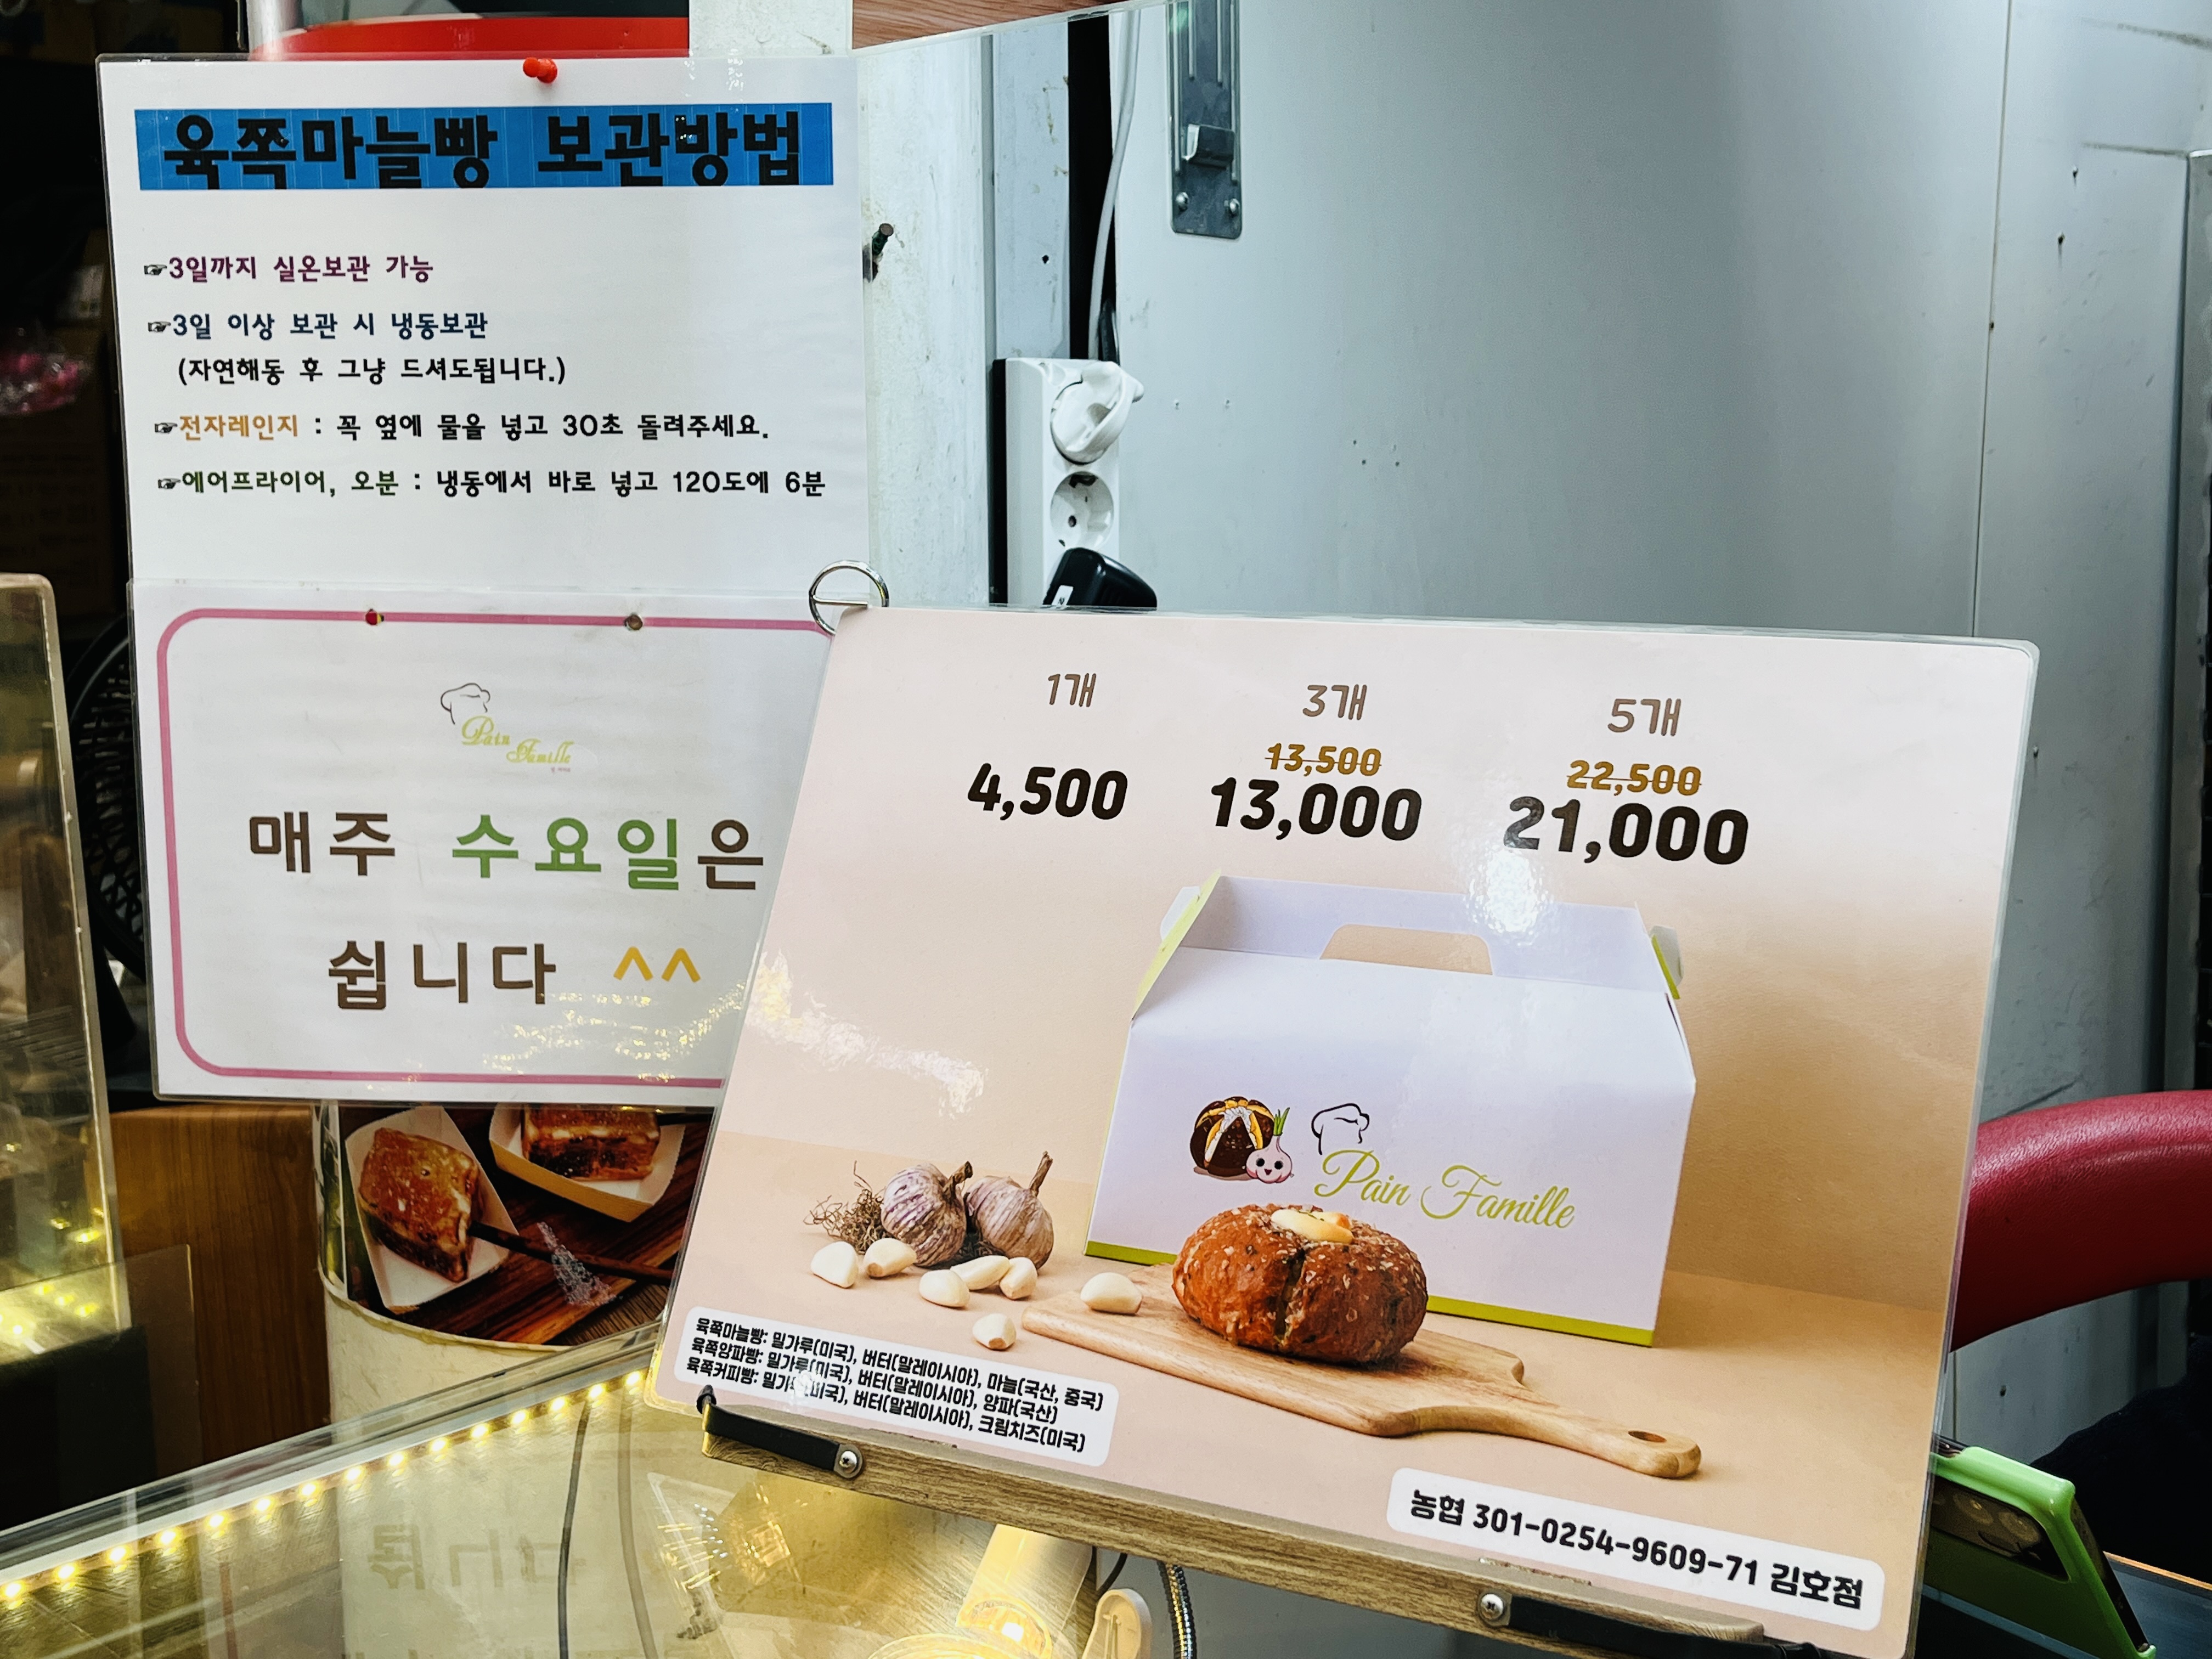 육쪽마늘빵 보관방법
☞3일까지 실온보관 가능
☞3일 이상 보관 시 냉동보관
(자연해동 후 그냥 드셔도됩니다.)
☞전자레인지 : 꼭 옆에 물을 넣고 30초 돌려주세요.
☞에어프라이어, 오분 : 냉동에서 바로 넣고 120도에 6분
Pain Famille
매주 수요일은
쉽니다 ^^
1개 3개 5개
13,500 22,500
4,500 13,000 21,000
Pain Famille
육쪽마늘빵: 밀가루(미국), 버터(말레이시아), 마늘(국산, 중국)
육쪽양파빵: 밀가루(미국), 버터(말레이시아), 양파(국산)
육쪽커피빵: 밀가루(미국), 버터(말레이시아), 크림치즈(미국)
농협 301-0254-9609-71 김호점